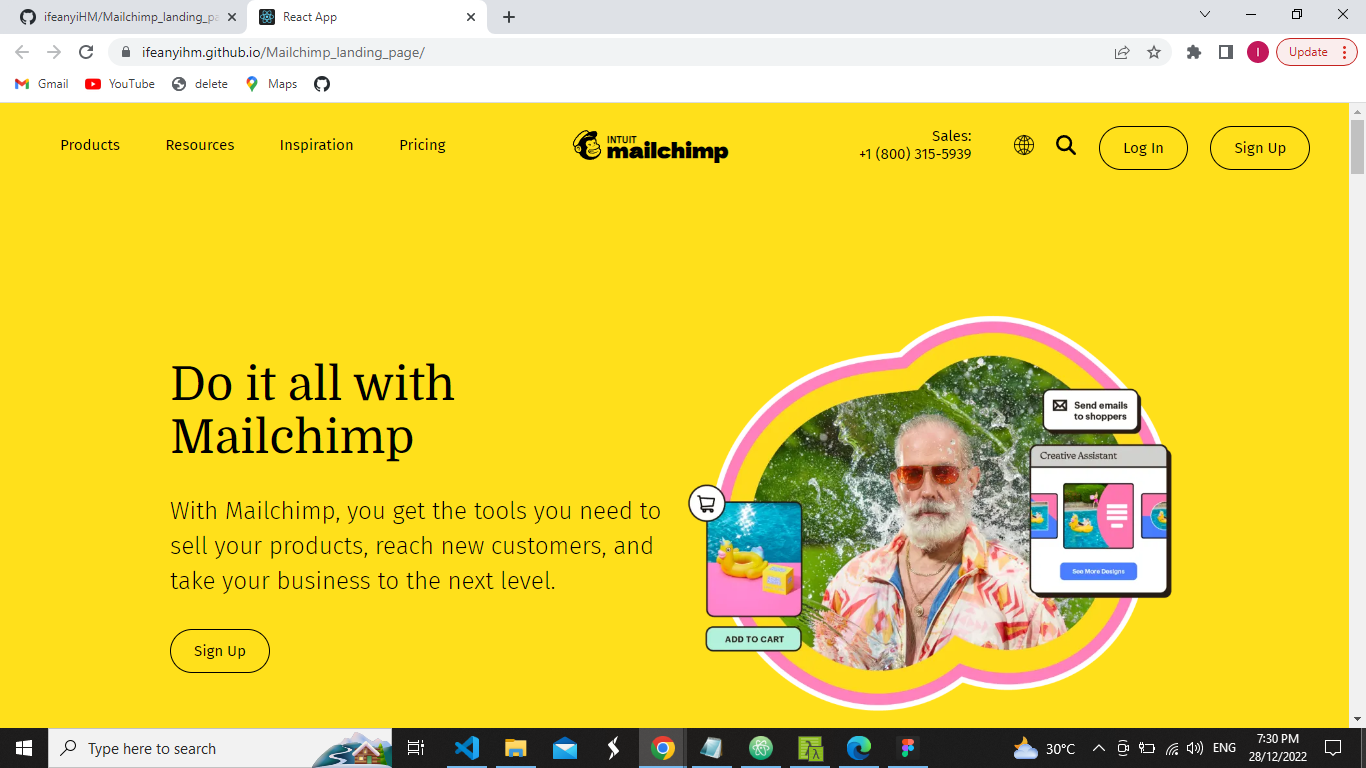 ifeanyiHM/Mailchimp_landing_pa
React App
ifeanyihm.github.io/Mailchimp_landing_page/
I
Update
Gmail
YouTube
delete
Maps
Products
Resources
Inspiration
Pricing
INTUIT
mailchimp
Sales:
+1 (800) 315-5939
Log In
Sign Up
Do it all with
Mailchimp
With Mailchimp, you get the tools you need to
sell your products, reach new customers, and
take your business to the next level.
Sign Up
Send emails
to shoppers
Creative Assistant
See More Designs
ADD TO CART
Type here to search
30°C
ENG
7:30 PM
28/12/2022